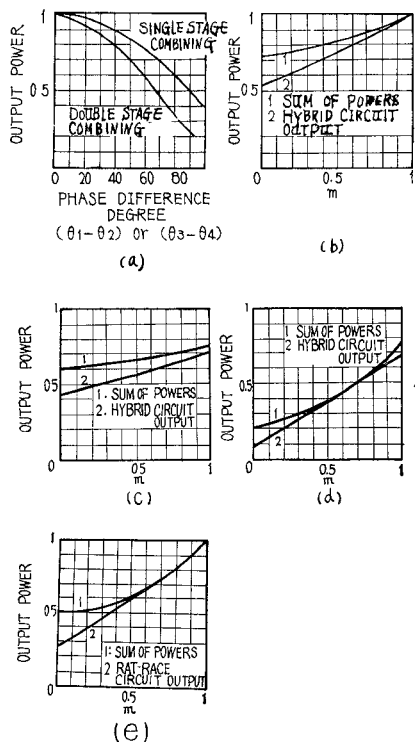 OUTPUT POWER
1
0 5
SINGLE STAGE
COMBINING
DOUBLE STAGE
COMBINING
0 20 40 60 80
PHASE DIFFERENCE
DEGREE
(θ1-θ2) or (θ3-θ4)
(a)
OUTPUT POWER
1
0 5
1
2
1 SUM OF POWERS
2 HYBRID CIRCUIT
OUTPUT
0 0.5 1
m
(b)
OUTPUT POWER
1
0.5
0
1
2
1. SUM OF POWERS
2. HYBRID CIRCUIT
OUTPUT
0 5 1
m
(c)
OUTPUT POWER
1
0.5
0
1 SUM OF POWERS
2 HYBRID CIRCUIT
OUTPUT
1
2
0 0.5 1
m
(d)
OUTPUT POWER
1
0.5
0
1
2
1: SUM OF POWERS
2 RAT-RACE
CIRCUIT OUTPUT
0.5 1
m
(e)